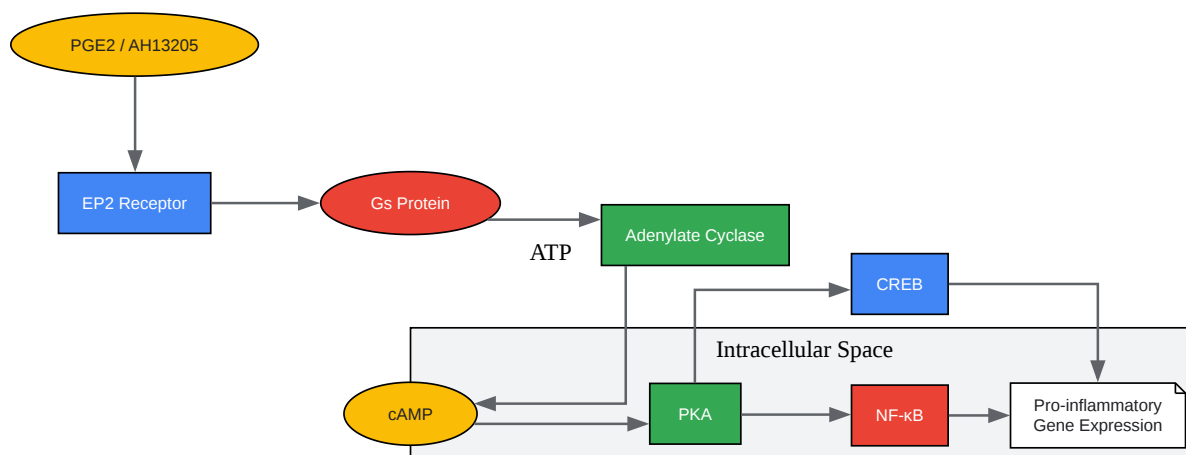 PGE2 / AH13205
EP2 Receptor
Gs Protein
Adenylate Cyclase
ATP
CREB
Intracellular Space
cAMP
PKA
NF-κB
Pro-inflammatory
Gene Expression